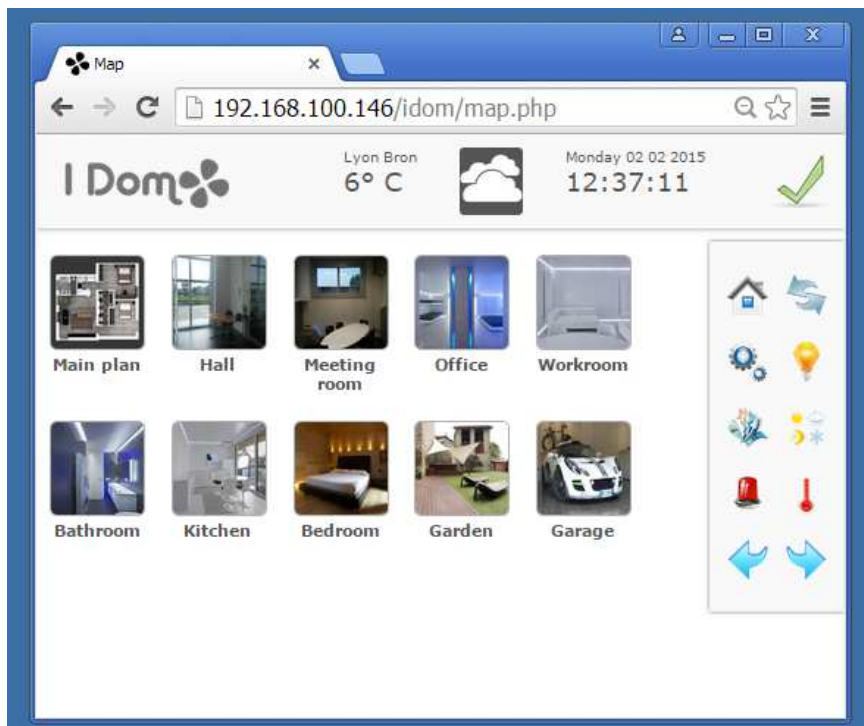 Map
192.168.100.146/idom/map.php
I Dom
Lyon Bron
6° C
Monday 02 02 2015
12:37:11
Main plan
Hall
Meeting
room
Office
Workroom
Bathroom
Kitchen
Bedroom
Garden
Garage